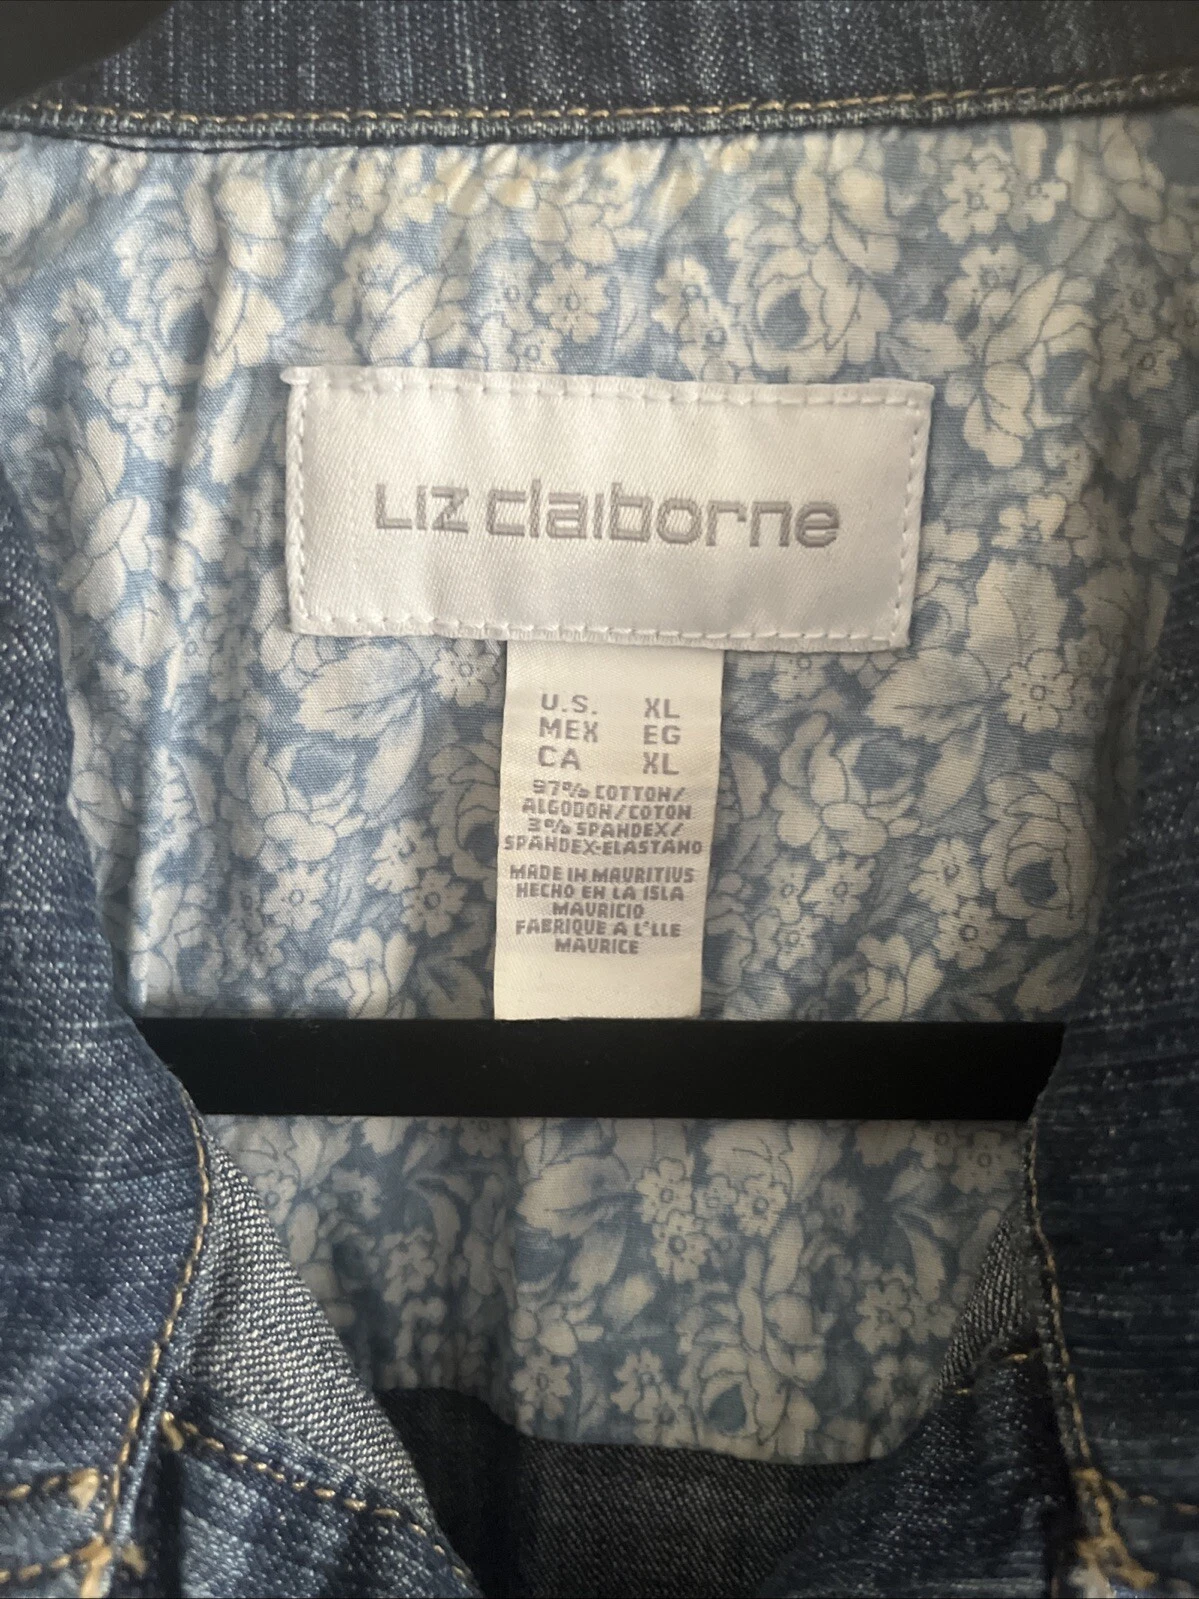 Liz claiborne
U.S. XL
MEX EG
CA XL
97% COTTON/
ALGODON/COTON
3% SPANDEX/
SPANDEX-ELASTANO
MADE IN MAURITIUS
HECHO EN LA ISLA
MAURICIO
FABRIQUE A L'LLE
MAURICE